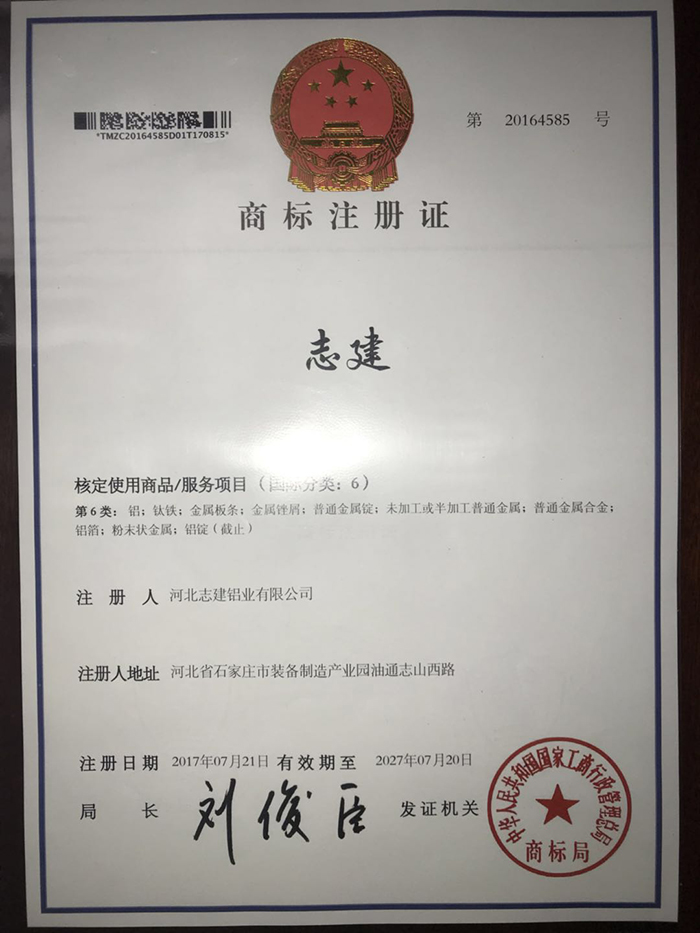 *TMZC20164585D01T170815*
第 20164585 号
商标注册证
志建
核定使用商品/服务项目（国际分类：6）
第6类：铝；钛铁；金属板条；金属锉屑；普通金属锭；未加工或半加工普通金属；普通金属合金；
铝箔；粉末状金属；铝锭（截止）
注册人 河北志建铝业有限公司
注册人地址 河北省石家庄市装备制造产业园油通志山西路
注册日期 2017年07月21日 有效期至 2027年07月20日
局长 刘俊臣 发证机关
中华人民共和国国家工商行政管理总局
商标局